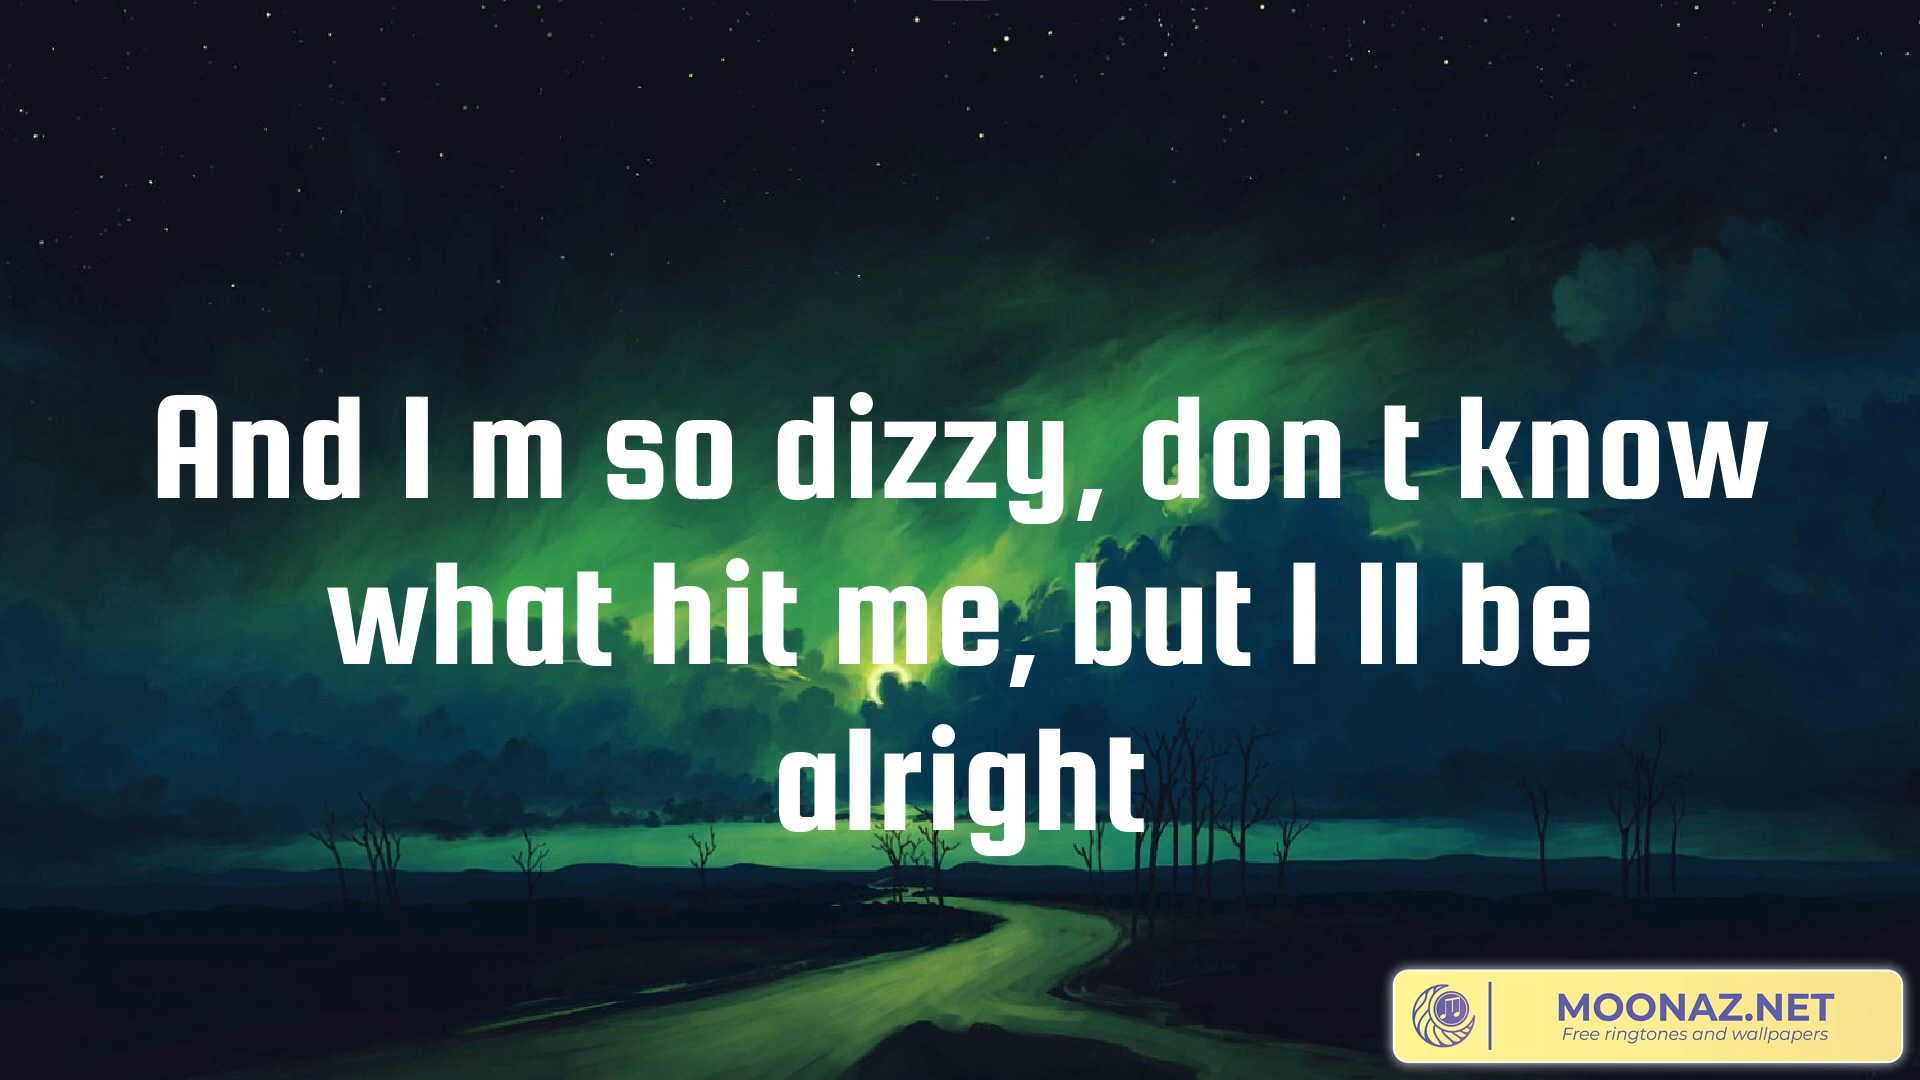 And I m so dizzy, don t know
what hit me, but I ll be
alright
MOONAZ.NET
Free ringtones and wallpapers